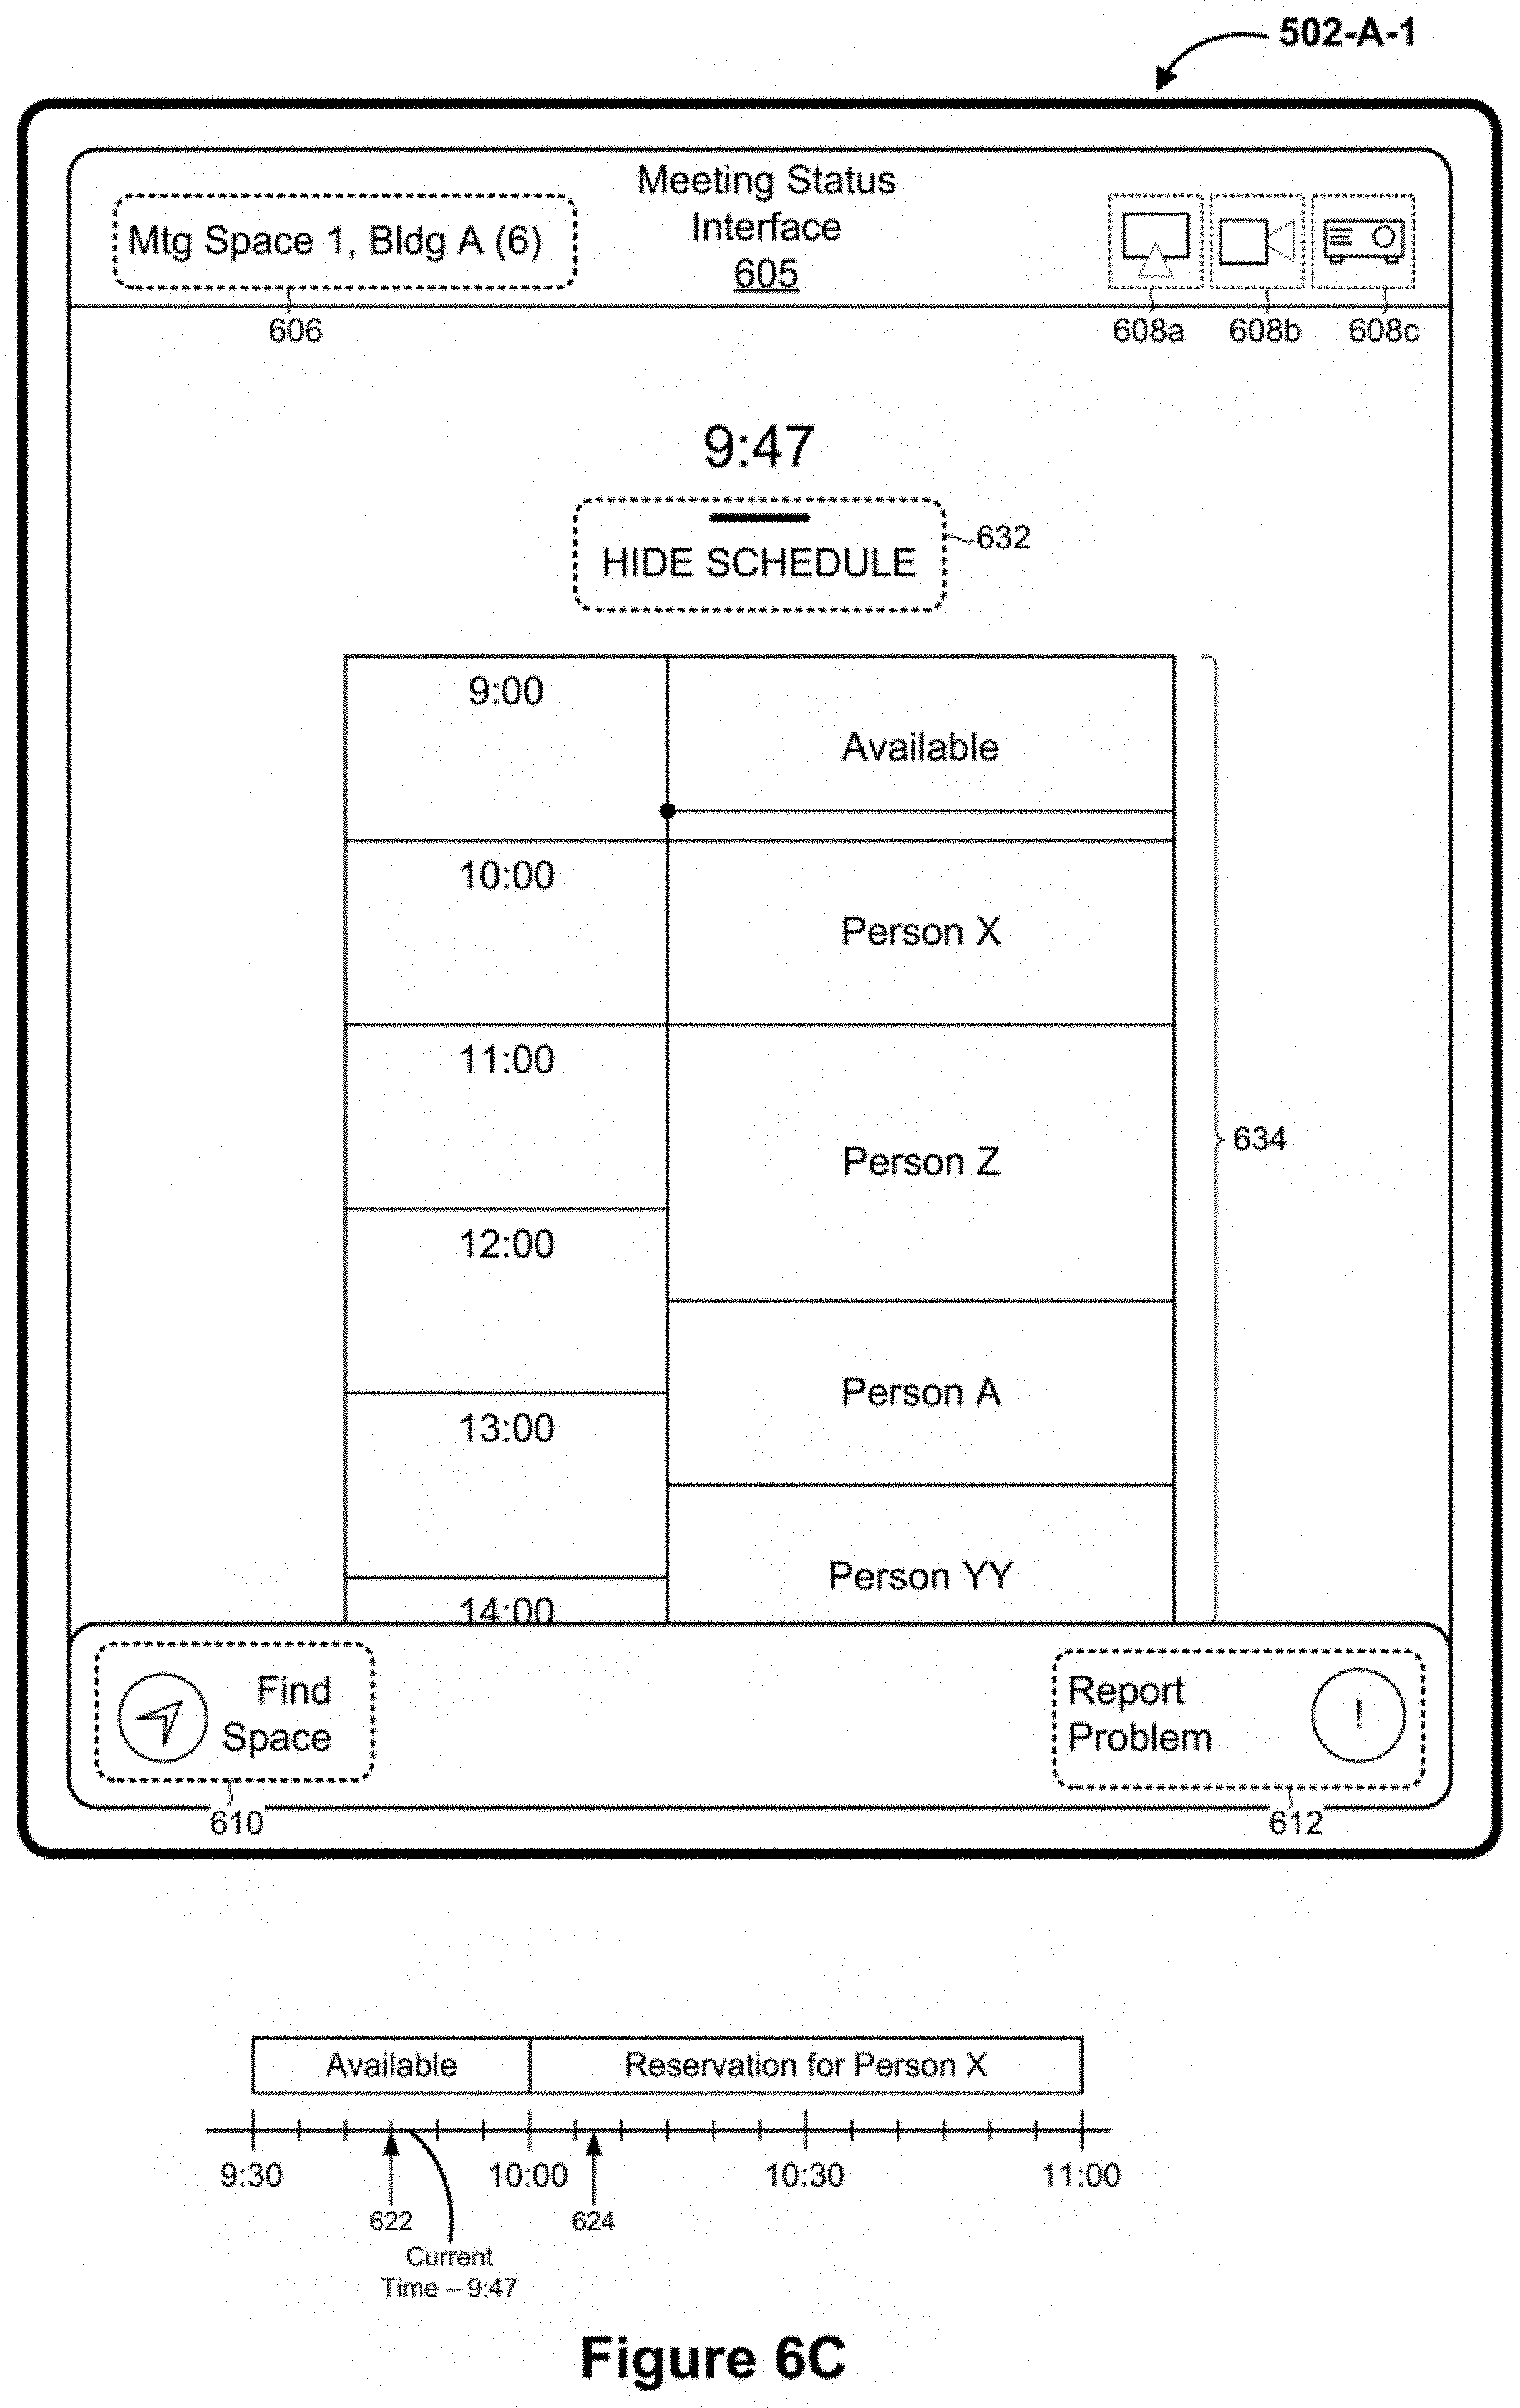 502-A-1
Meeting Status
Interface
605
Mtg Space 1, Bldg A (6)
606
608a
608b
608c
9:47
HIDE SCHEDULE
632
9:00
Available
10:00
Person X
11:00
Person Z
634
12:00
Person A
13:00
Person YY
14:00
Find
Space
610
Report
Problem
!
612
Available
Reservation for Person X
9:30
10:00
10:30
11:00
622
624
Current
Time – 9:47
Figure 6C